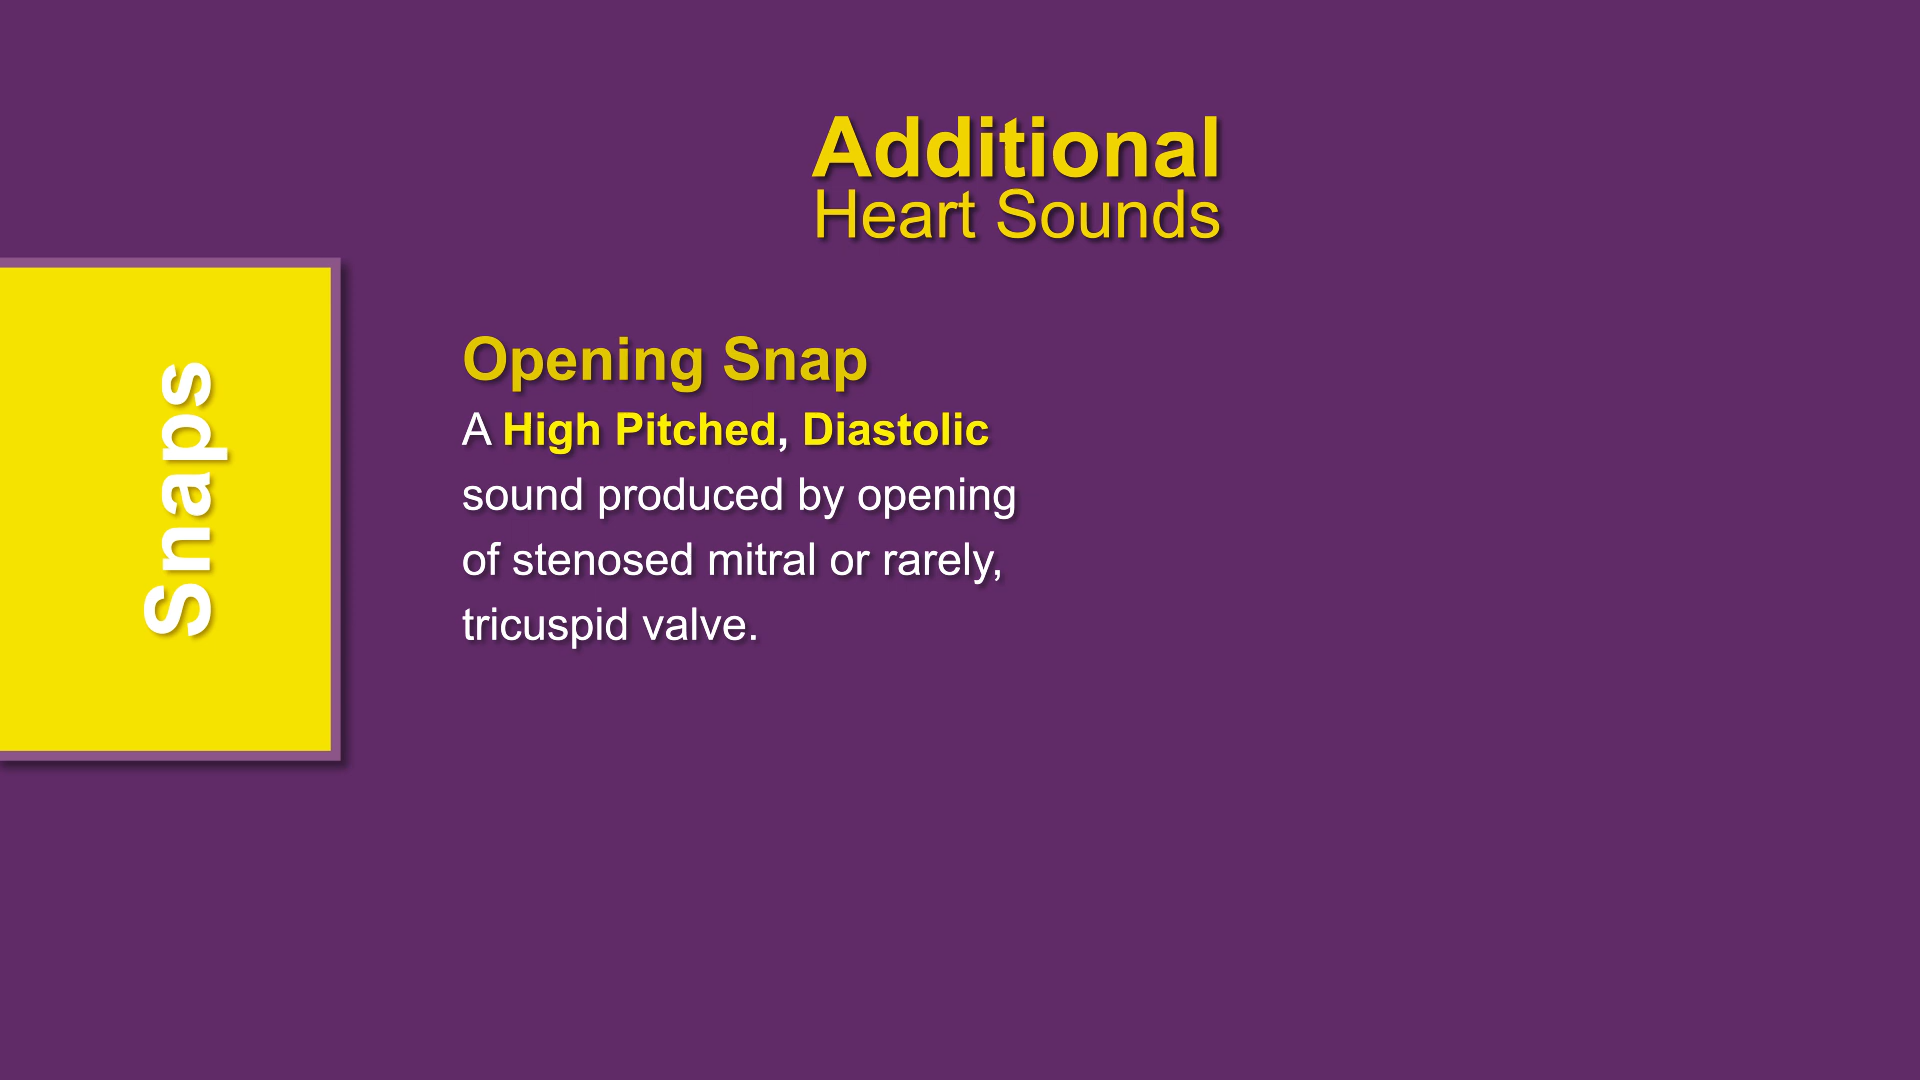 Additional
Heart Sounds
Snaps
Opening Snap
A High Pitched, Diastolic
sound produced by opening
of stenosed mitral or rarely,
tricuspid valve.